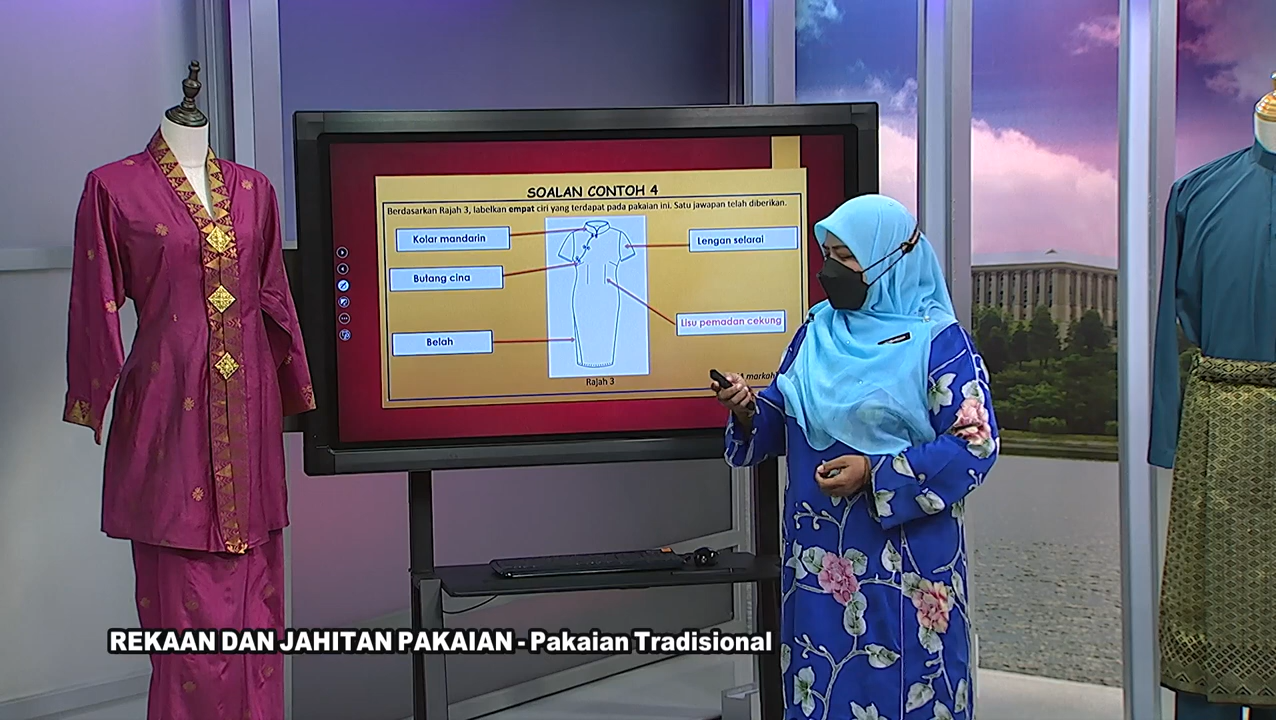 SOALAN CONTOH 4
Berdasarkan Rajah 3, labelkan empat ciri yang terdapat pada pakaian ini. Satu jawapan telah diberikan.
Kolar mandarin
Lengan selarai
Butang cina
Lisu pemadan cekung
Belah
Rajah 3
markah
REKAAN DAN JAHITAN PAKAIAN - Pakaian Tradisional